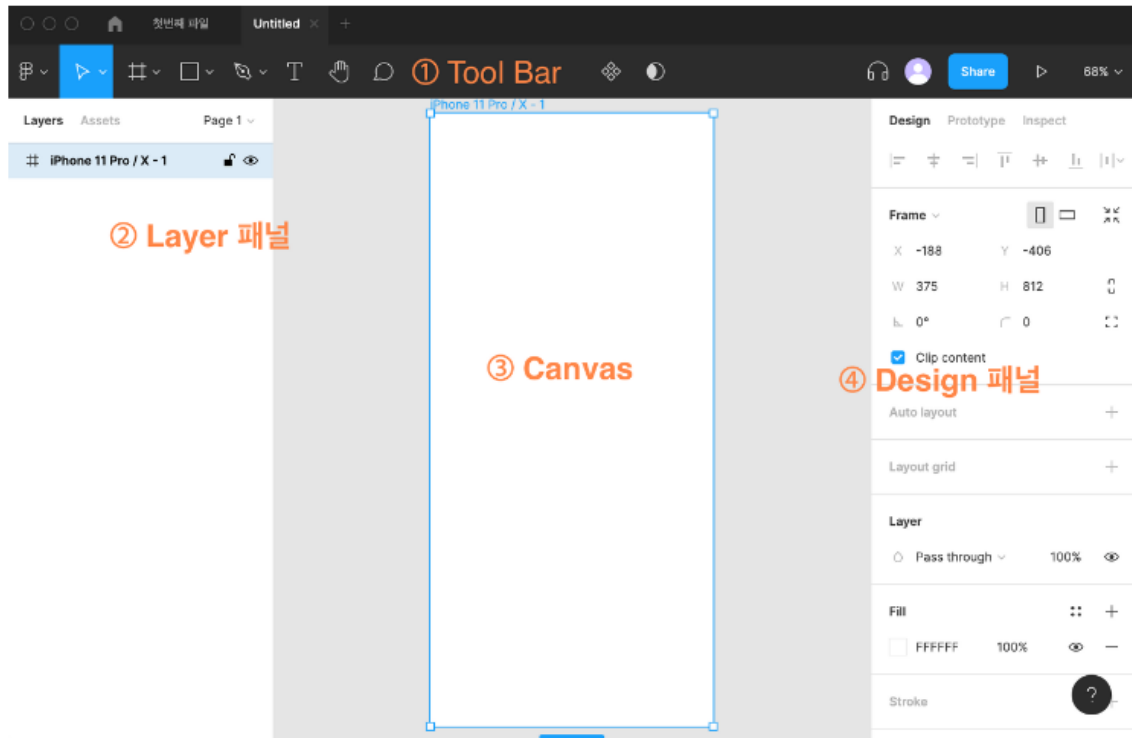 첫번째 파일 Untitled
① Tool Bar Share 68%
iPhone 11 Pro / X - 1
Layers Assets Page 1
iPhone 11 Pro / X - 1
② Layer 패널
③ Canvas
Design Prototype Inspect
Frame
X -188 Y -406
W 375 H 812
0° 0
Clip content
④ Design 패널
Auto layout
Layout grid
Layer
Pass through 100%
Fill
FFFFFF 100%
Stroke
?